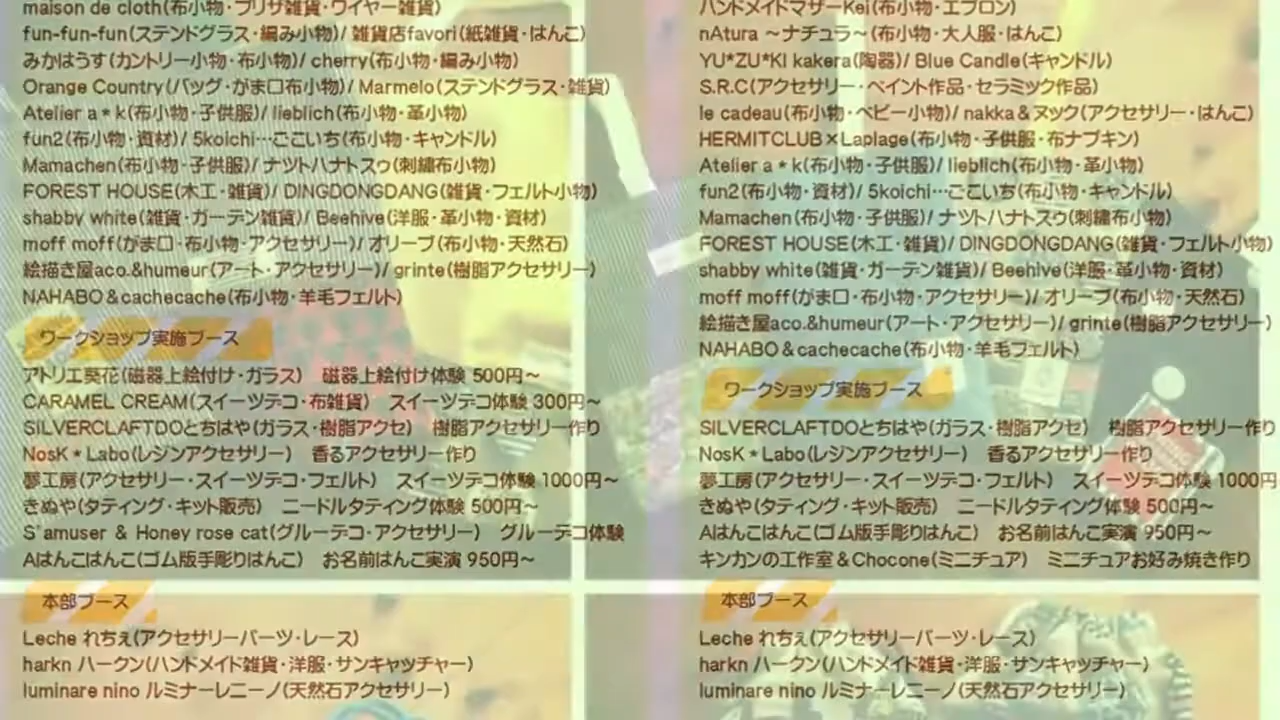 maison de cloth(布小物・プリザ雑貨・ワイヤー雑貨)
fun-fun-fun(ステンドグラス・編み小物)/ 雑貨店favori(紙雑貨・はんこ)
みかはうす(カントリー小物・布小物)/ cherry(布小物・編み小物)
Orange Country(バッグ・がま口布小物)/ Marmelo(ステンドグラス・雑貨)
Atelier a*k(布小物・子供服)/ lieblich(布小物・革小物)
fun2(布小物・資材)/ 5koichi…ごこいち(布小物・キャンドル)
Mamachen(布小物・子供服)/ ナツトハナトスゥ(刺繍布小物)
FOREST HOUSE(木工・雑貨)/ DINGDONGDANG(雑貨・フェルト小物)
shabby white(雑貨・ガーデン雑貨)/ Beehive(洋服・革小物・資材)
moff moff(がま口・布小物・アクセサリー)/ オリーブ(布小物・天然石)
絵描き屋aco.&humeur(アート・アクセサリー)/ grinte(樹脂アクセサリー)
NAHABO&cachecache(布小物・羊毛フェルト)
ワークショップ実施ブース
アトリエ葵花(磁器上絵付け・ガラス) 磁器上絵付け体験 500円~
CARAMEL CREAM(スイーツデコ・布雑貨) スイーツデコ体験 300円~
SILVERCLAFTDOとちはや(ガラス・樹脂アクセ) 樹脂アクセサリー作り
NosK*Labo(レジンアクセサリー) 香るアクセサリー作り
夢工房(アクセサリー・スイーツデコ・フェルト) スイーツデコ体験 1000円~
きぬや(タティング・キット販売) ニードルタティング体験 500円~
S'amuser & Honey rose cat(グルーデコ・アクセサリー) グルーデコ体験
Aはんこはんこ(ゴム版手彫りはんこ) お名前はんこ実演 950円~
本部ブース
Leche れちぇ(アクセサリーパーツ・レース)
harkn ハークン(ハンドメイド雑貨・洋服・サンキャッチャー)
luminare nino ルミナーレニーノ(天然石アクセサリー)
ハンドメイドマザーKei(布小物・エプロン)
nAtura ~ナチュラ~(布小物・大人服・はんこ)
YU*ZU*KI kakera(陶器)/ Blue Candle(キャンドル)
S.R.C(アクセサリー・ペイント作品・セラミック作品)
le cadeau(布小物・ベビー小物)/ nakka&ヌック(アクセサリー・はんこ)
HERMITCLUB×Laplage(布小物・子供服・布ナプキン)
Atelier a*k(布小物・子供服)/ lieblich(布小物・革小物)
fun2(布小物・資材)/ 5koichi…ごこいち(布小物・キャンドル)
Mamachen(布小物・子供服)/ ナツトハナトスゥ(刺繍布小物)
FOREST HOUSE(木工・雑貨)/ DINGDONGDANG(雑貨・フェルト小物)
shabby white(雑貨・ガーデン雑貨)/ Beehive(洋服・革小物・資材)
moff moff(がま口・布小物・アクセサリー)/ オリーブ(布小物・天然石)
絵描き屋aco.&humeur(アート・アクセサリー)/ grinte(樹脂アクセサリー)
NAHABO&cachecache(布小物・羊毛フェルト)
ワークショップ実施ブース
SILVERCLAFTDOとちはや(ガラス・樹脂アクセ) 樹脂アクセサリー作り
NosK*Labo(レジンアクセサリー) 香るアクセサリー作り
夢工房(アクセサリー・スイーツデコ・フェルト) スイーツデコ体験 1000円
きぬや(タティング・キット販売) ニードルタティング体験 500円~
Aはんこはんこ(ゴム版手彫りはんこ) お名前はんこ実演 950円~
キンカンの工作室&Chocone(ミニチュア) ミニチュアお好み焼き作り
本部ブース
Leche れちぇ(アクセサリーパーツ・レース)
harkn ハークン(ハンドメイド雑貨・洋服・サンキャッチャー)
luminare nino ルミナーレニーノ(天然石アクセサリー)